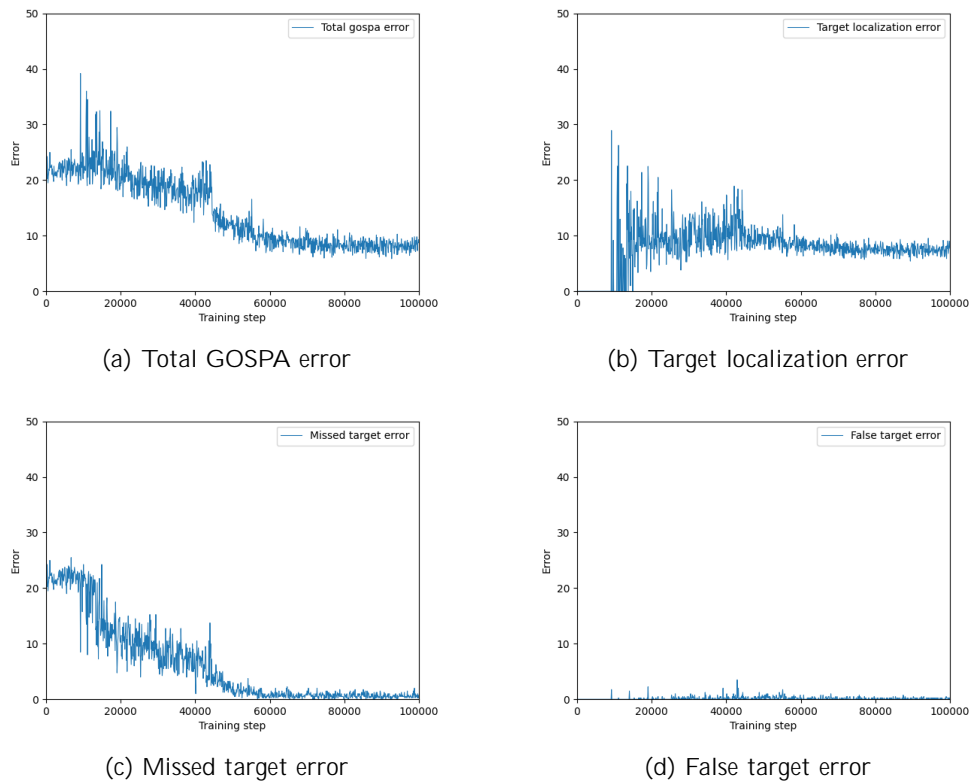 50
40
30
20
10
0
Error
Total gospa error
0 20000 40000 60000 80000 100000
Training step
(a) Total GOSPA error
50
40
30
20
10
0
Error
Target localization error
0 20000 40000 60000 80000 100000
Training step
(b) Target localization error
50
40
30
20
10
0
Error
Missed target error
0 20000 40000 60000 80000 100000
Training step
(c) Missed target error
50
40
30
20
10
0
Error
False target error
0 20000 40000 60000 80000 100000
Training step
(d) False target error